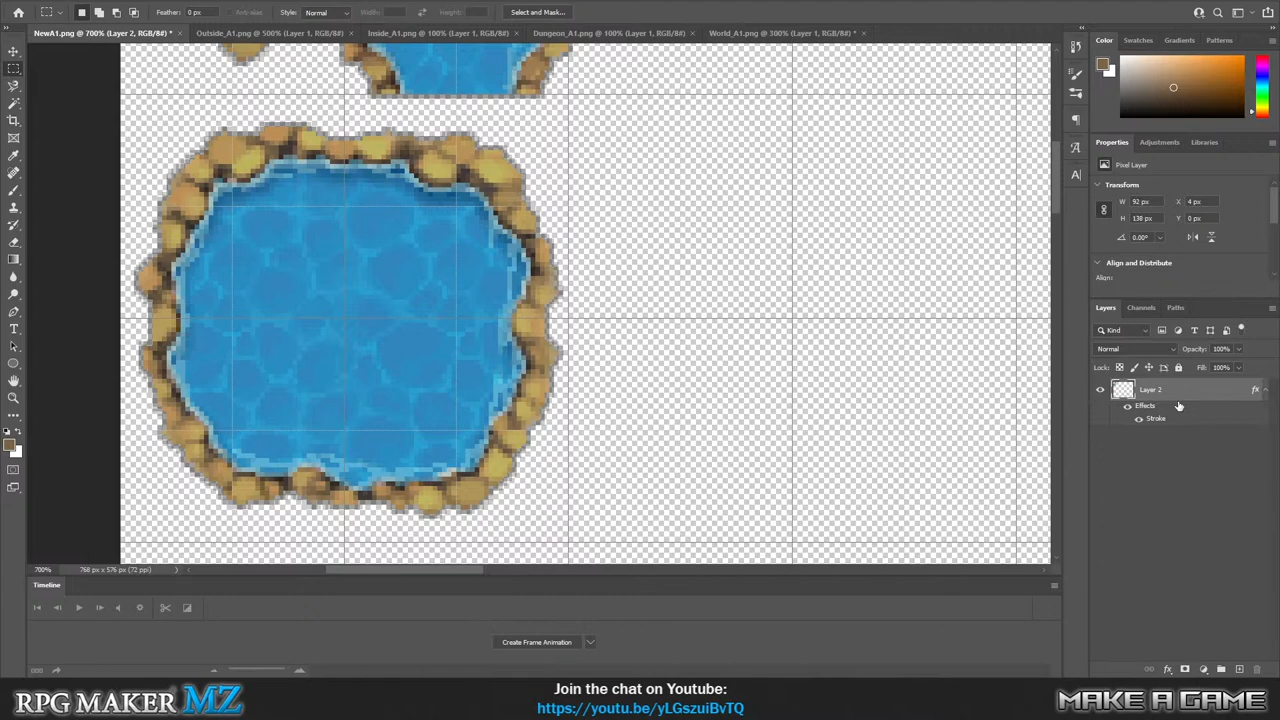 Feather: 0 px Anti-alias Style: Normal Width: Height: Select and Mask...
NewA1.png @ 700% (Layer 2, RGB/8#) * × Outside_A1.png @ 500% (Layer 1, RGB/8#) × Inside_A1.png @ 100% (Layer 1, RGB/8#) × Dungeon_A1.png @ 100% (Layer 1, RGB/8#) × World_A1.png @ 300% (Layer 1, RGB/8#) * ×
Color Swatches Gradients Patterns
Properties Adjustments Libraries
Pixel Layer
Transform
W 92 px X 4 px
H 138 px Y 0 px
0.00°
Align and Distribute
Align:
Layers Channels Paths
Kind
Normal Opacity: 100%
Lock: Fill: 100%
Layer 2 fx
Effects
Stroke
700% 768 px x 576 px (72 ppi)
Timeline
Create Frame Animation
RPG MAKER MZ
Join the chat on Youtube:
https://youtu.be/yLGszuiBvTQ
MAKE A GAME